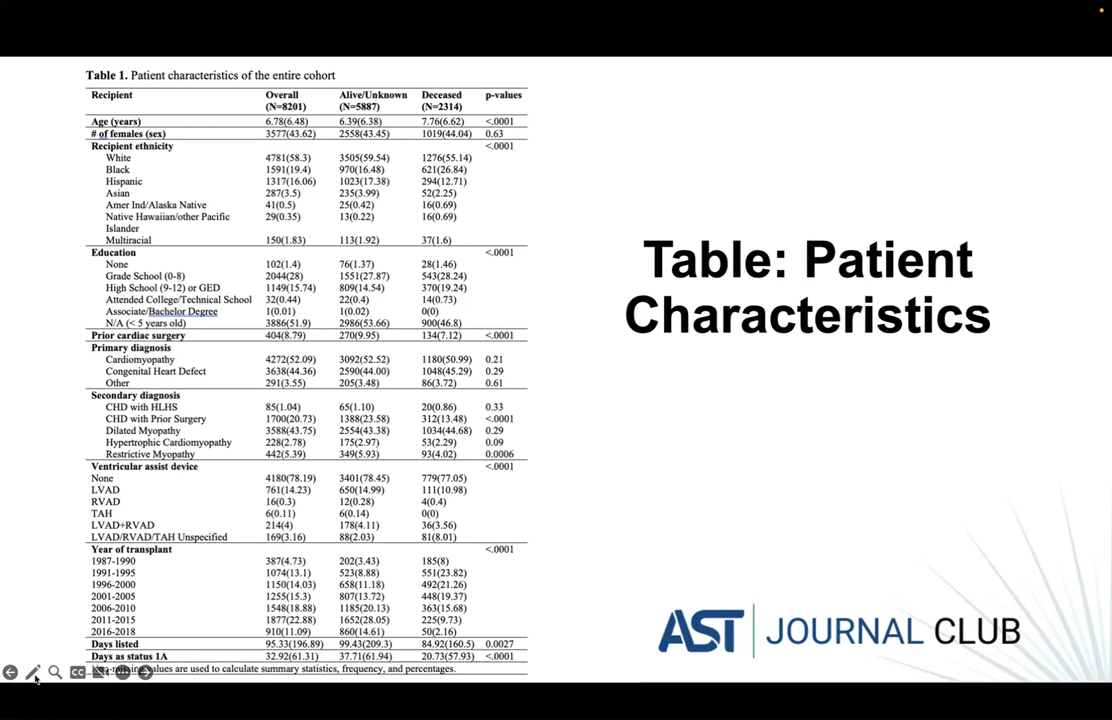 Table 1. Patient characteristics of the entire cohort
Recipient Overall (N=8201) Alive/Unknown (N=5887) Deceased (N=2314) p-values
Age (years) 6.78(6.48) 6.39(6.38) 7.76(6.62) <.0001
# of females (sex) 3577(43.62) 2558(43.45) 1019(44.04) 0.63
Recipient ethnicity <.0001
White 4781(58.3) 3505(59.54) 1276(55.14)
Black 1591(19.4) 970(16.48) 621(26.84)
Hispanic 1317(16.06) 1023(17.38) 294(12.71)
Asian 287(3.5) 235(3.99) 52(2.25)
Amer Ind/Alaska Native 41(0.5) 25(0.42) 16(0.69)
Native Hawaiian/other Pacific 29(0.35) 13(0.22) 16(0.69)
Islander
Multiracial 150(1.83) 113(1.92) 37(1.6)
Education <.0001
None 102(1.4) 76(1.37) 28(1.46)
Grade School (0-8) 2044(28) 1551(27.87) 543(28.24)
High School (9-12) or GED 1149(15.74) 809(14.54) 370(19.24)
Attended College/Technical School 32(0.44) 22(0.4) 14(0.73)
Associate/Bachelor Degree 1(0.01) 1(0.02) 0(0)
N/A (< 5 years old) 3886(51.9) 2986(53.66) 900(46.8)
Prior cardiac surgery 404(8.79) 270(9.95) 134(7.12) <.0001
Primary diagnosis
Cardiomyopathy 4272(52.09) 3092(52.52) 1180(50.99) 0.21
Congenital Heart Defect 3638(44.36) 2590(44.00) 1048(45.29) 0.29
Other 291(3.55) 205(3.48) 86(3.72) 0.61
Secondary diagnosis
CHD with HLHS 85(1.04) 65(1.10) 20(0.86) 0.33
CHD with Prior Surgery 1700(20.73) 1388(23.58) 312(13.48) <.0001
Dilated Myopathy 3588(43.75) 2554(43.38) 1034(44.68) 0.29
Hypertrophic Cardiomyopathy 228(2.78) 175(2.97) 53(2.29) 0.09
Restrictive Myopathy 442(5.39) 349(5.93) 93(4.02) 0.0006
Ventricular assist device <.0001
None 4180(78.19) 3401(78.45) 779(77.05)
LVAD 761(14.23) 650(14.99) 111(10.98)
RVAD 16(0.3) 12(0.28) 4(0.4)
TAH 6(0.11) 6(0.14) 0(0)
LVAD+RVAD 214(4) 178(4.11) 36(3.56)
LVAD/RVAD/TAH Unspecified 169(3.16) 88(2.03) 81(8.01)
Year of transplant <.0001
1987-1990 387(4.73) 202(3.43) 185(8)
1991-1995 1074(13.1) 523(8.88) 551(23.82)
1996-2000 1150(14.03) 658(11.18) 492(21.26)
2001-2005 1255(15.3) 807(13.72) 448(19.37)
2006-2010 1548(18.88) 1185(20.13) 363(15.68)
2011-2015 1877(22.88) 1652(28.05) 225(9.73)
2016-2018 910(11.09) 860(14.61) 50(2.16)
Days listed 95.33(196.89) 99.43(209.3) 84.92(160.5) 0.0027
Days as status 1A 32.92(61.31) 37.71(61.94) 20.73(57.93) <.0001
values are used to calculate summary statistics, frequency, and percentages.
CC
Table: Patient
Characteristics
AST JOURNAL CLUB